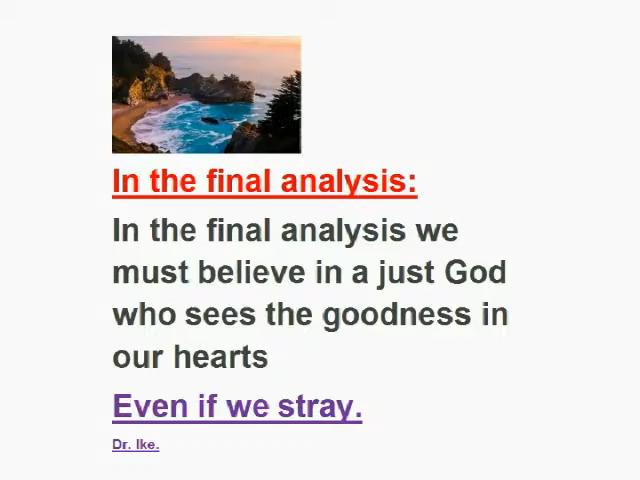 In the final analysis:
In the final analysis we
must believe in a just God
who sees the goodness in
our hearts
Even if we stray.
Dr. Ike.